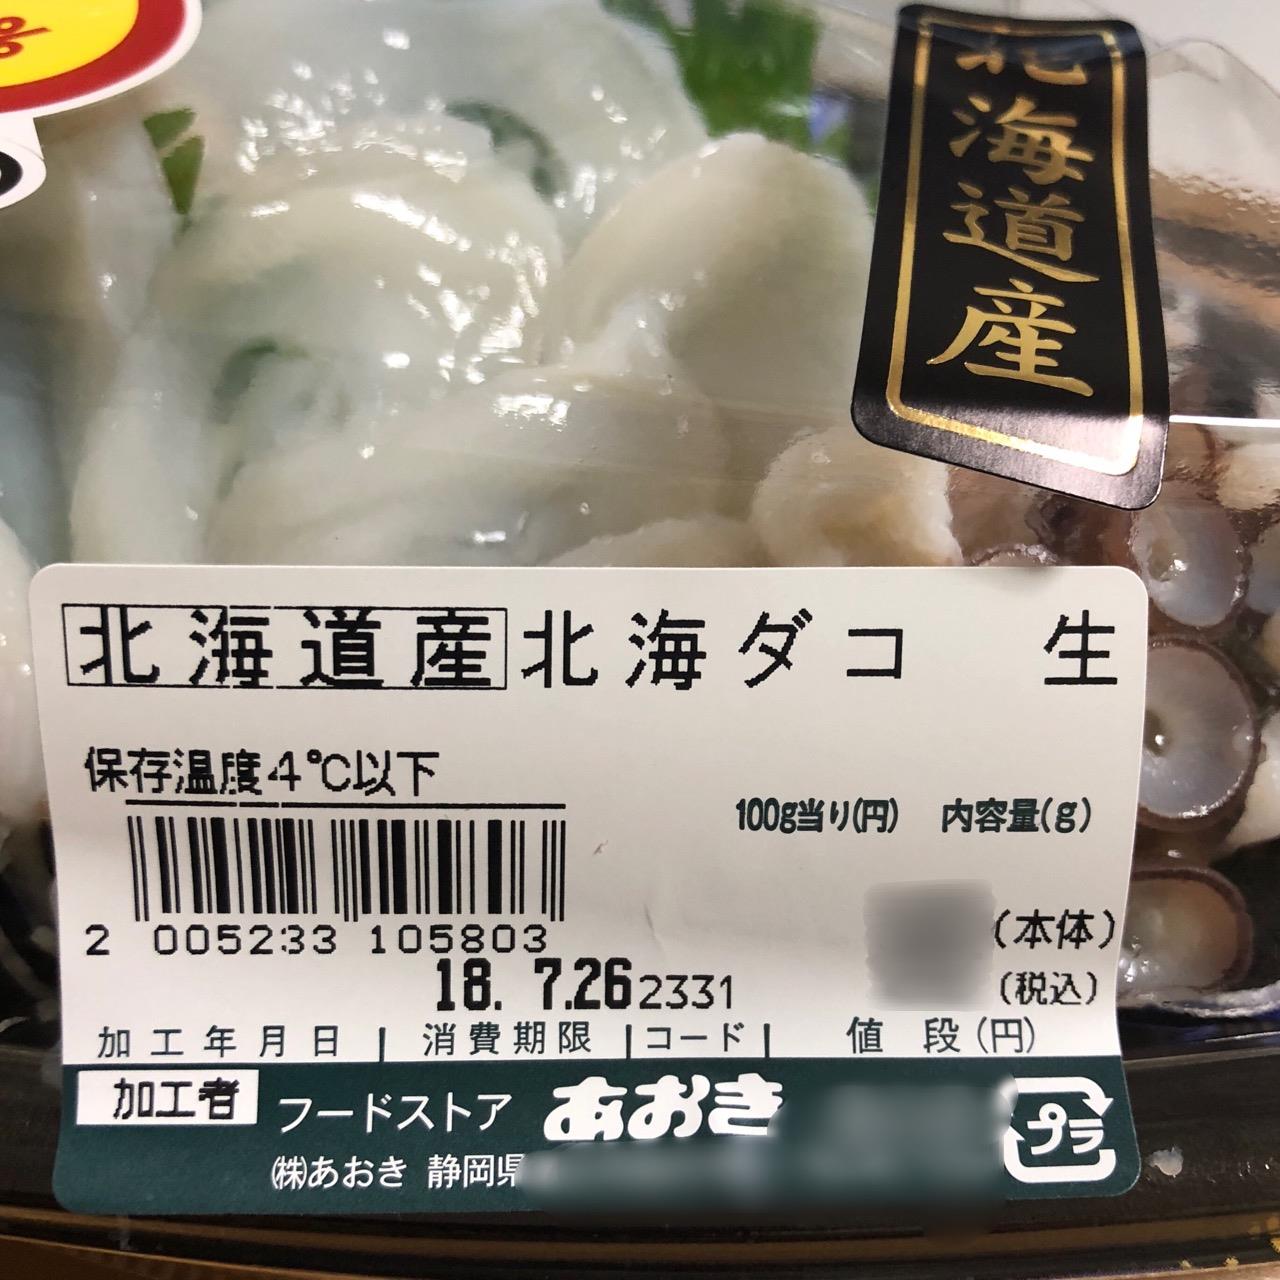 北海道産
北海道産 北海ダコ 生
保存温度4℃以下
100g当り(円) 内容量(g)
2 005233 105803
(本体)
18. 7.26 2331 (税込)
加工年月日 消費期限 コード 値段(円)
加工者 フードストア あおき
㈱あおき 静岡県
プラ